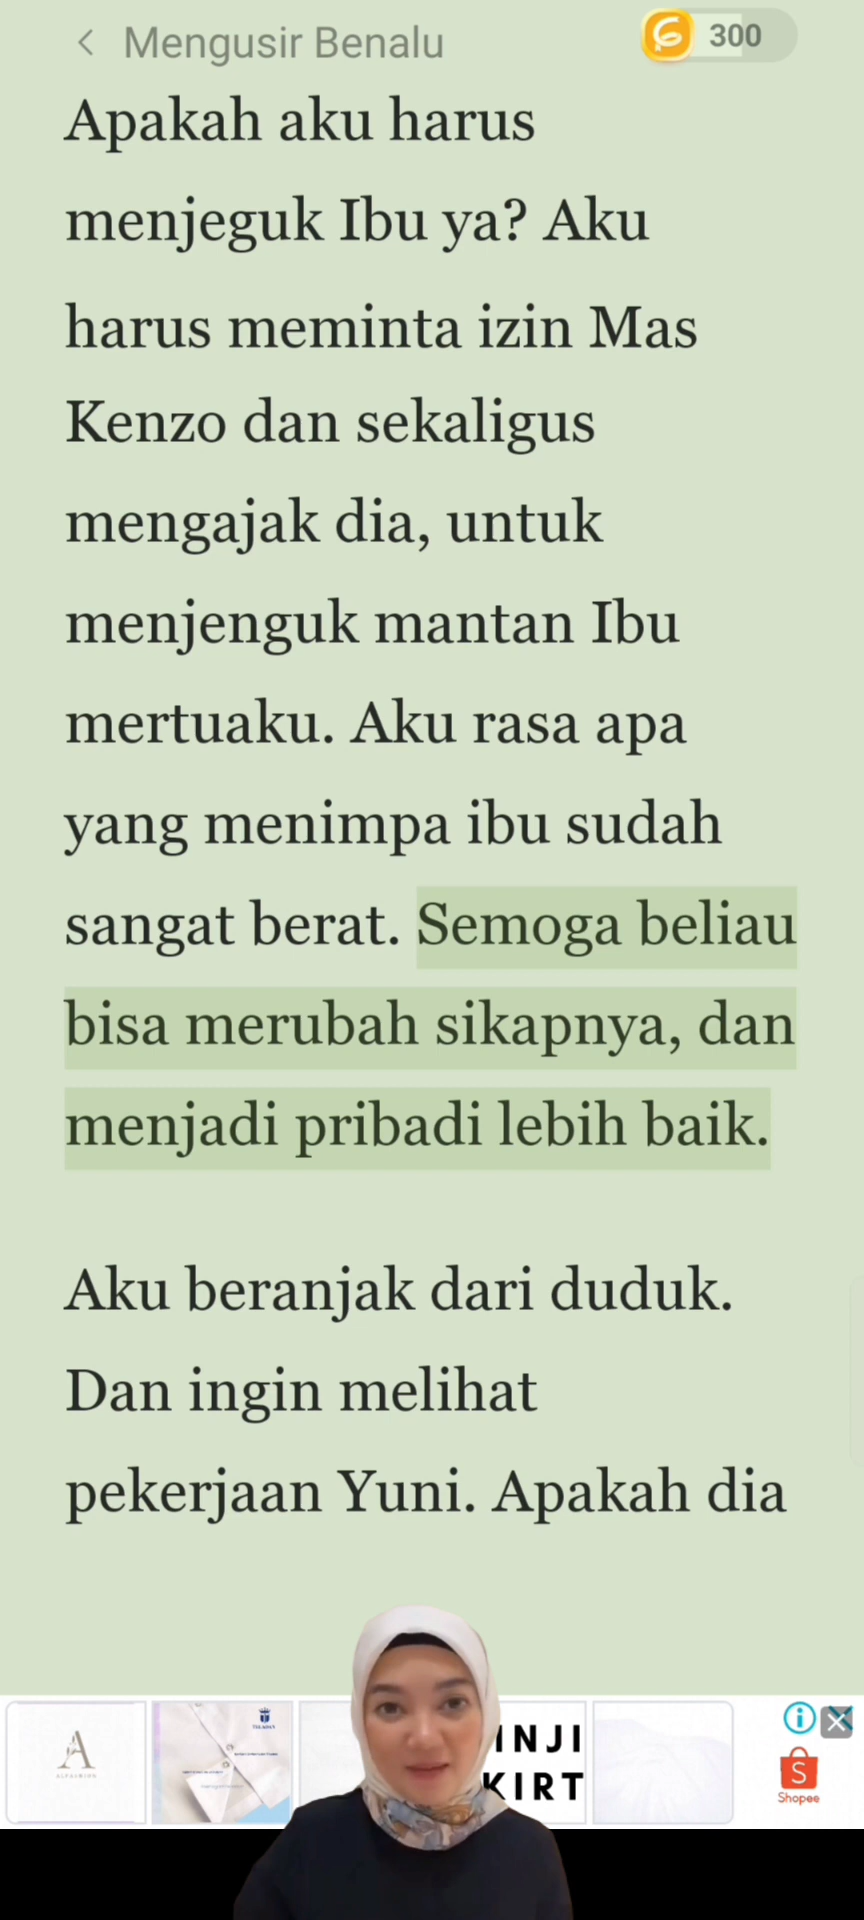 Mengusir Benalu
300
Apakah aku harus
menjeguk Ibu ya? Aku
harus meminta izin Mas
Kenzo dan sekaligus
mengajak dia, untuk
menjenguk mantan Ibu
mertuaku. Aku rasa apa
yang menimpa ibu sudah
sangat berat. Semoga beliau
bisa merubah sikapnya, dan
menjadi pribadi lebih baik.
Aku beranjak dari duduk.
Dan ingin melihat
pekerjaan Yuni. Apakah dia
A
INJI
KIRT
Shopee